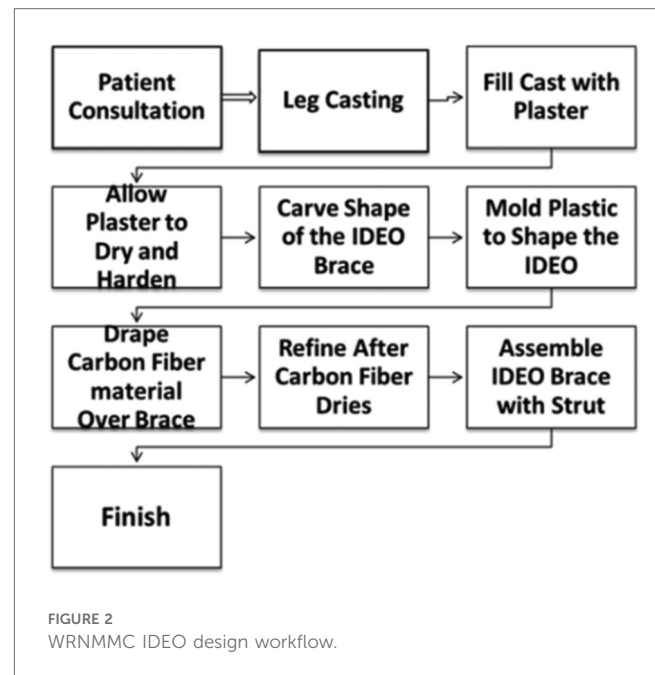 Patient
Consultation
Leg Casting
Fill Cast with
Plaster
Allow
Plaster to
Dry and
Harden
Carve Shape
of the IDEO
Brace
Mold Plastic
to Shape the
IDEO
Drape
Carbon Fiber
material
Over Brace
Refine After
Carbon Fiber
Dries
Assemble
IDEO Brace
with Strut
Finish
FIGURE 2
WRNMMC IDEO design workflow.